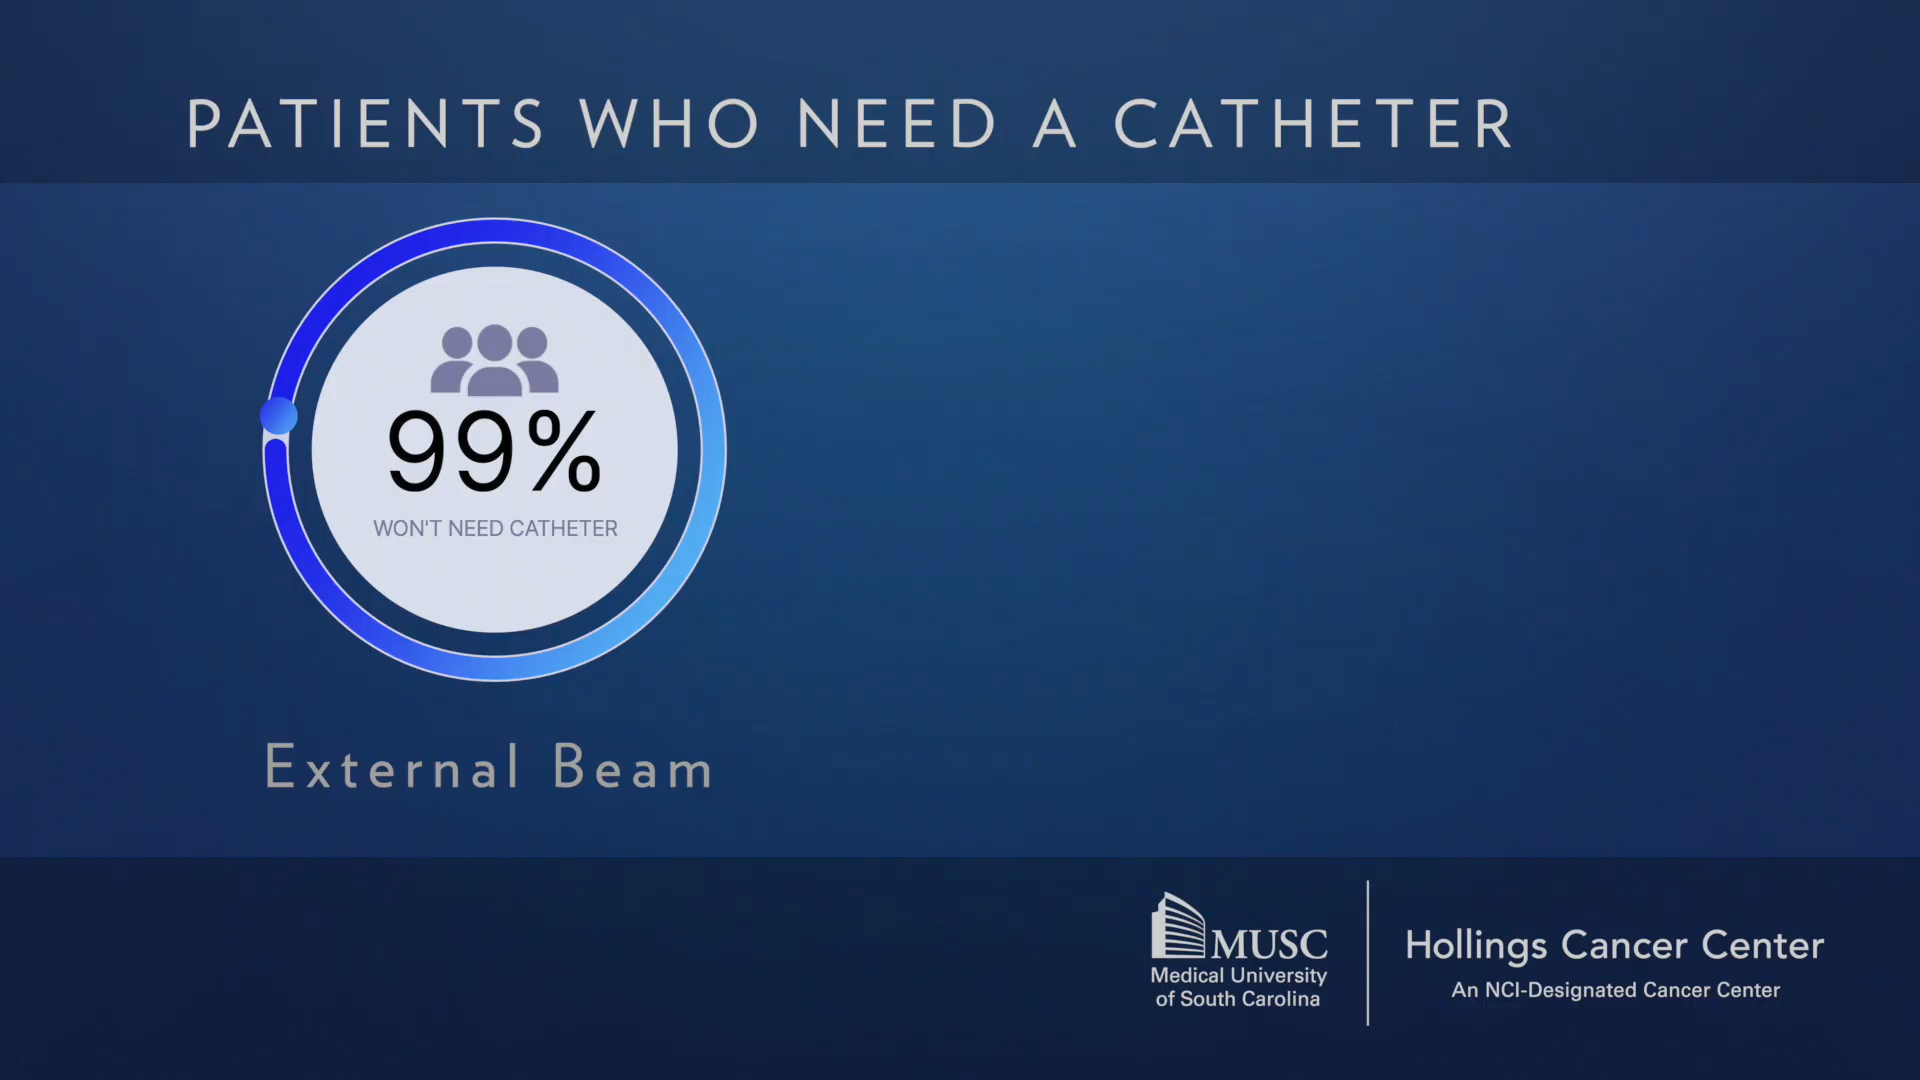 PATIENTS WHO NEED A CATHETER
99%
WON'T NEED CATHETER
External Beam
MUSC
Medical University
of South Carolina
Hollings Cancer Center
An NCI-Designated Cancer Center